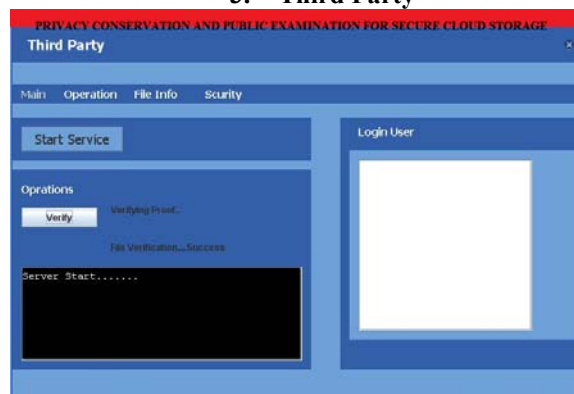 3. Third Party
PRIVACY CONSERVATION AND PUBLIC EXAMINATION FOR SECURE CLOUD STORAGE
Third Party
Main Operation File Info Scurity
Start Service
Login User
Oprations
Verify
Verifying Proof..
File Verification....Success
Server Start.......